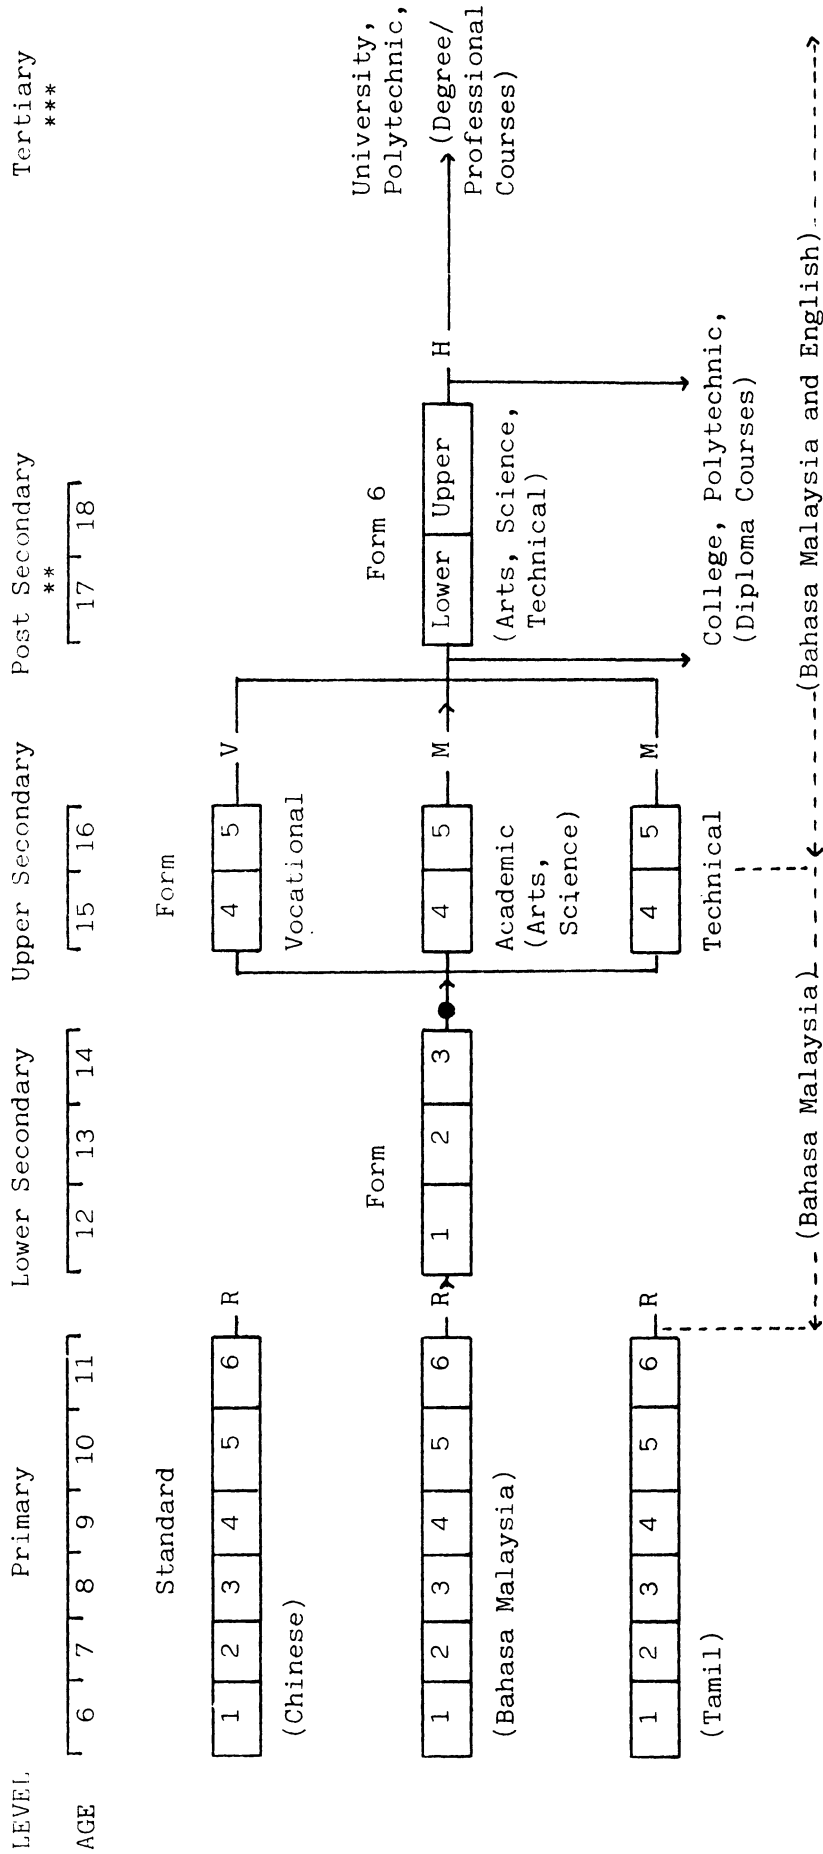 LEVEL Primary Lower Secondary Upper Secondary Post Secondary Tertiary
** ***
AGE 6 7 8 9 10 11 12 13 14 15 16 17 18
Standard Form
1 2 3 4 5 6 R 4 5 V
(Chinese) Vocational
Form Form 6 University,
Polytechnic,
1 2 3 4 5 6 R 1 2 3 4 5 M Lower Upper H (Degree/
Professional
Courses)
(Bahasa Malaysia) Academic (Arts, Science,
(Arts, Technical)
Science)
1 2 3 4 5 6 R 4 5 M
(Tamil) Technical College, Polytechnic,
(Diploma Courses)
(Bahasa Malaysia) (Bahasa Malaysia and English)